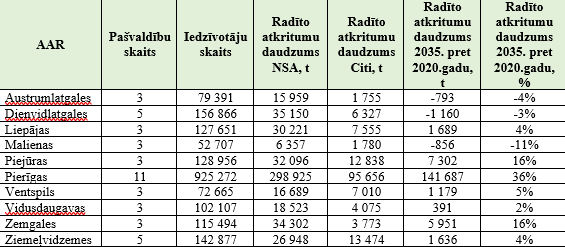 AAR | Pašvaldību skaits | Iedzīvotāju skaits | Radīto atkritumu daudzums NSA, t | Radīto atkritumu daudzums Citi, t | Radīto atkritumu daudzums 2035. pret 2020.gadu, t | Radīto atkritumu daudzums 2035. pret 2020.gadu, %
Austrumlatgales | 3 | 79 391 | 15 959 | 1 755 | -793 | -4%
Dienvidlatgales | 5 | 156 866 | 35 150 | 6 327 | -1 160 | -3%
Liepājas | 3 | 127 651 | 30 221 | 7 555 | 1 689 | 4%
Malienas | 3 | 52 707 | 6 357 | 1 780 | -856 | -11%
Piejūras | 3 | 128 956 | 32 096 | 12 838 | 7 302 | 16%
Pierīgas | 11 | 925 272 | 298 925 | 95 656 | 141 687 | 36%
Ventspils | 3 | 72 665 | 16 689 | 7 010 | 1 179 | 5%
Vidusdaugavas | 3 | 102 107 | 18 523 | 4 075 | 391 | 2%
Zemgales | 3 | 115 494 | 34 302 | 3 773 | 5 951 | 16%
Ziemeļvidzemes | 5 | 142 877 | 26 948 | 13 474 | 1 636 | 4%